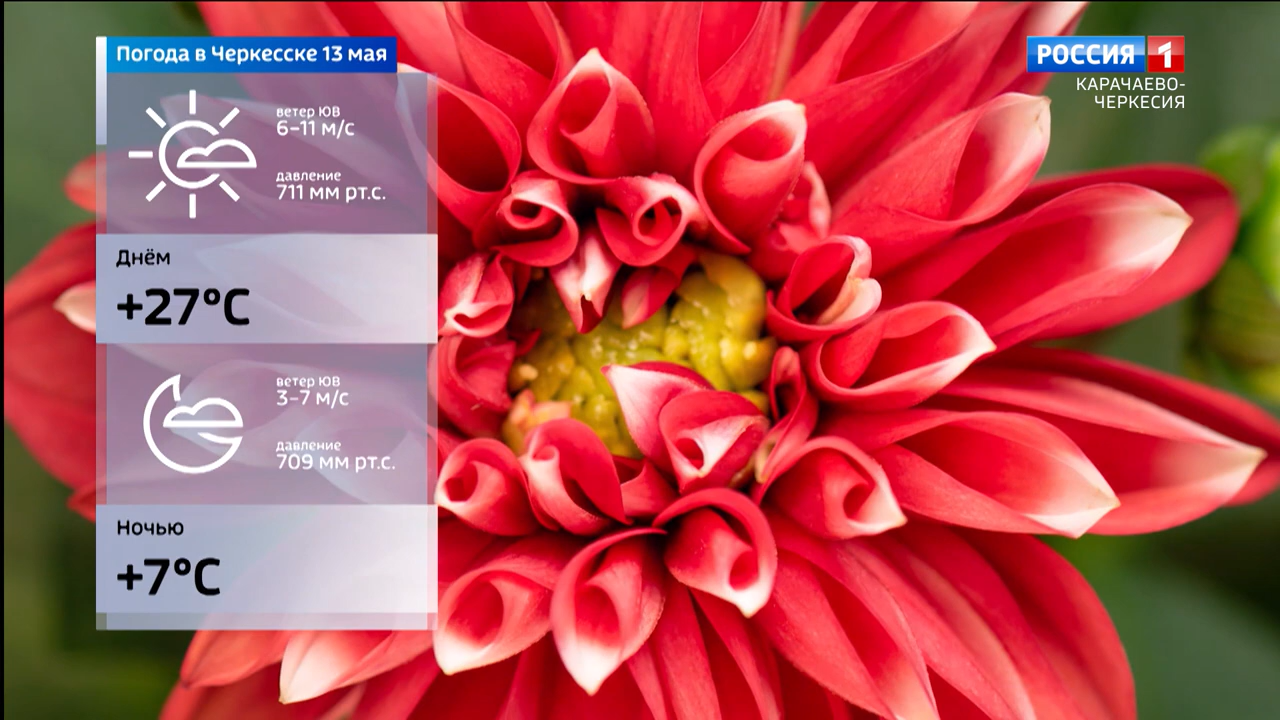 Погода в Черкесске 13 мая
РОССИЯ 1
КАРАЧАЕВО-
ЧЕРКЕСИЯ
ветер ЮВ
6-11 м/с
давление
711 мм рт.с.
Днём
+27°C
ветер ЮВ
3-7 м/с
давление
709 мм рт.с.
Ночью
+7°C